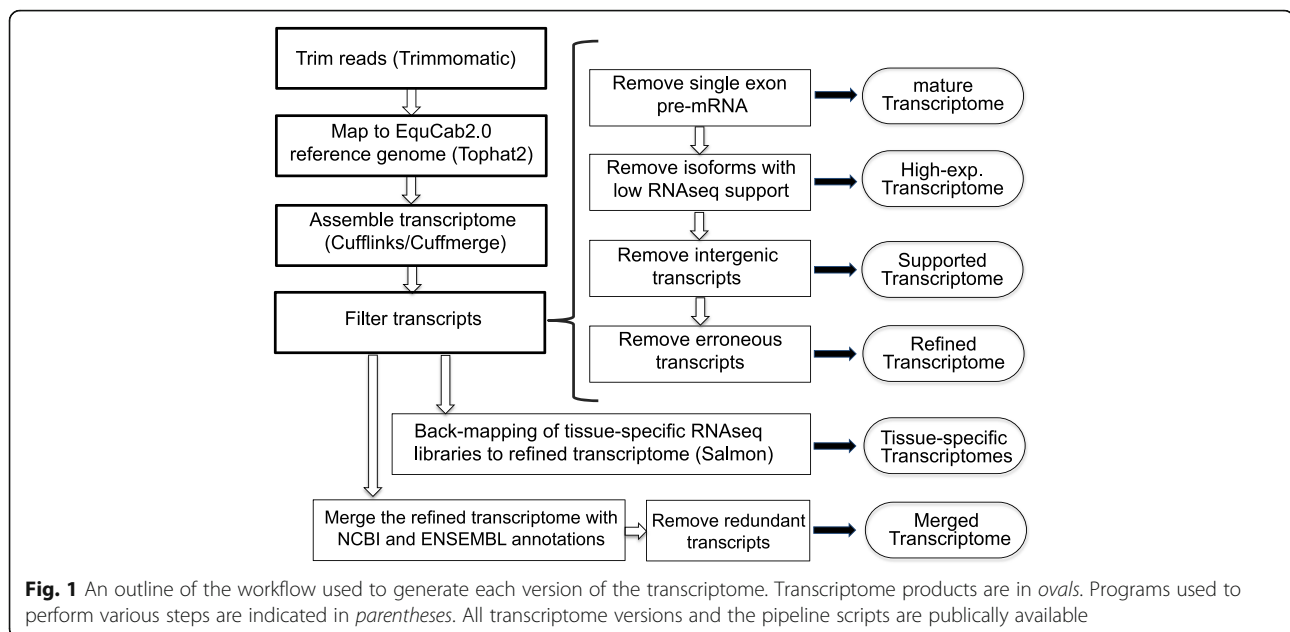 Trim reads (Trimmomatic)
Map to EquCab2.0
reference genome (Tophat2)
Assemble transcriptome
(Cufflinks/Cuffmerge)
Filter transcripts
Remove single exon
pre-mRNA
mature
Transcriptome
Remove isoforms with
low RNAseq support
High-exp.
Transcriptome
Remove intergenic
transcripts
Supported
Transcriptome
Remove erroneous
transcripts
Refined
Transcriptome
Back-mapping of tissue-specific RNAseq
libraries to refined transcriptome (Salmon)
Tissue-specific
Transcriptomes
Merge the refined transcriptome with
NCBI and ENSEMBL annotations
Remove redundant
transcripts
Merged
Transcriptome
Fig. 1 An outline of the workflow used to generate each version of the transcriptome. Transcriptome products are in ovals. Programs used to
perform various steps are indicated in parentheses. All transcriptome versions and the pipeline scripts are publically available